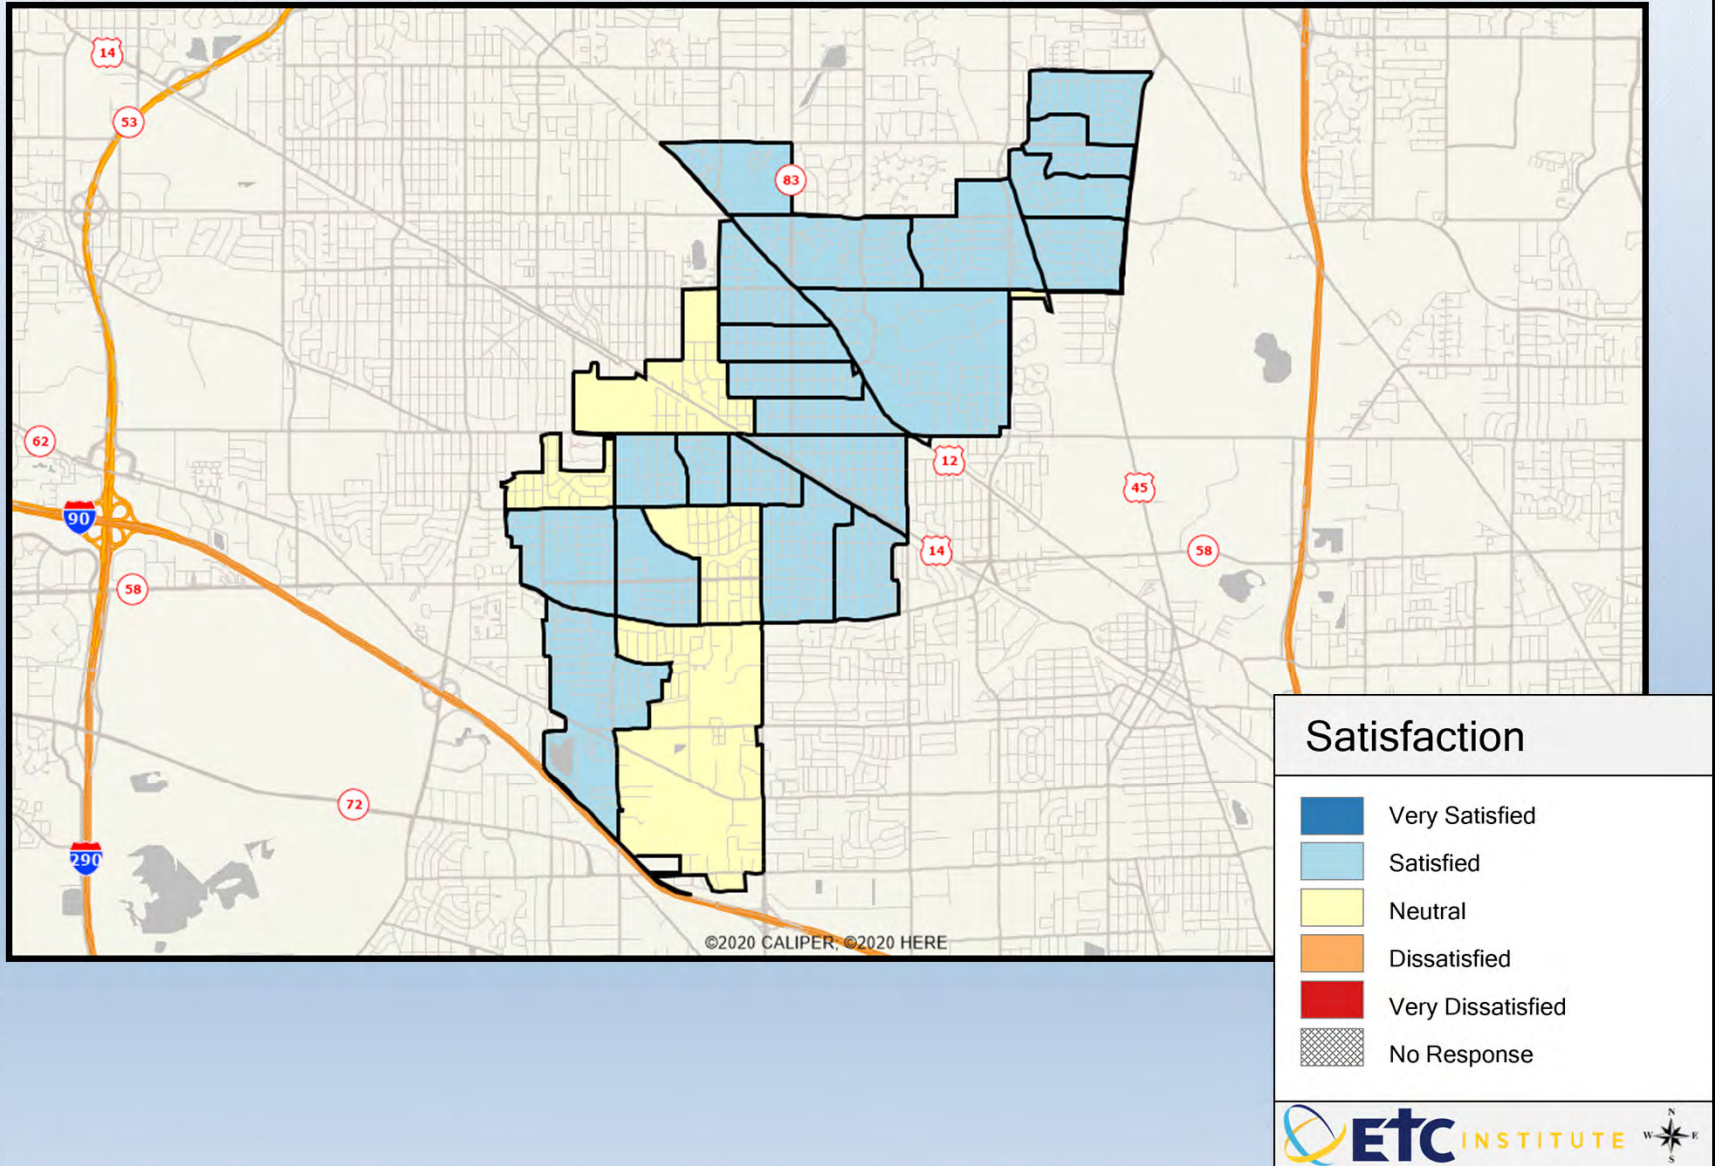 14
53
83
62
12
45
90
14
58
58
72
290
©2020 CALIPER; ©2020 HERE
Satisfaction
Very Satisfied
Satisfied
Neutral
Dissatisfied
Very Dissatisfied
No Response
ETC INSTITUTE
N
W E
S